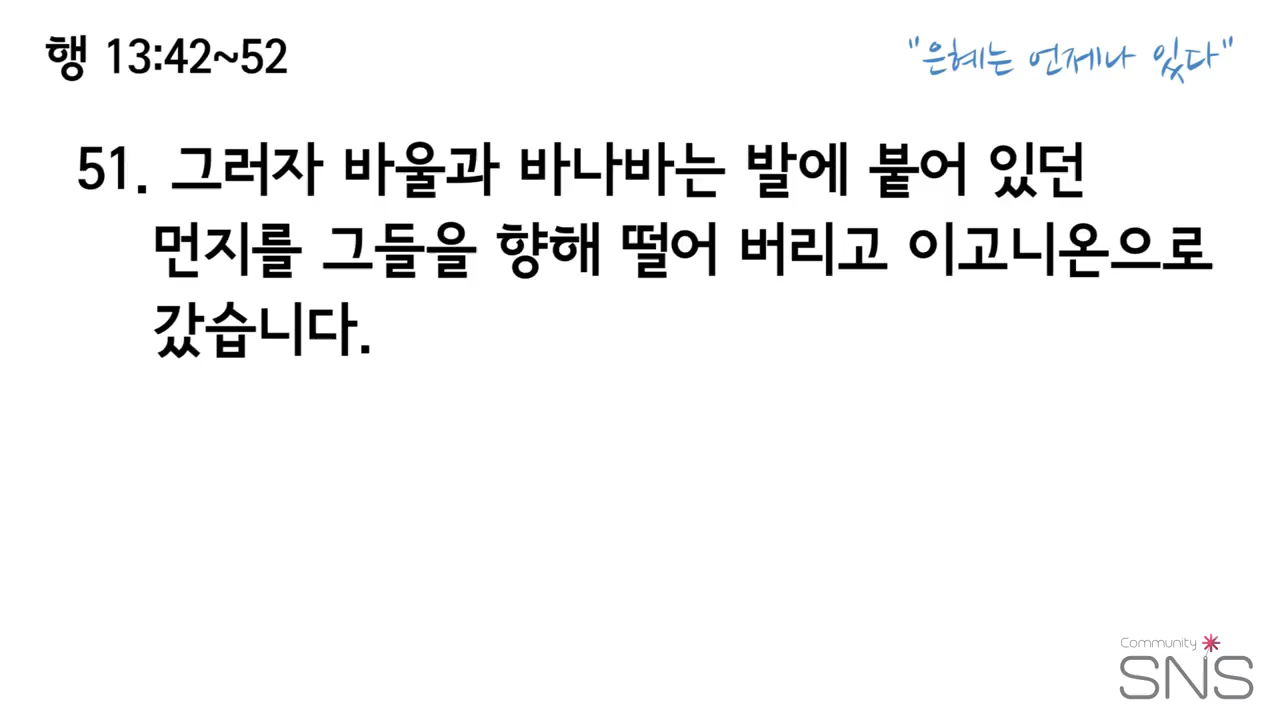 행 13:42~52
"은혜는 언제나 있다"
51. 그러자 바울과 바나바는 발에 붙어 있던
먼지를 그들을 향해 떨어 버리고 이고니온으로
갔습니다.
Community
SNS